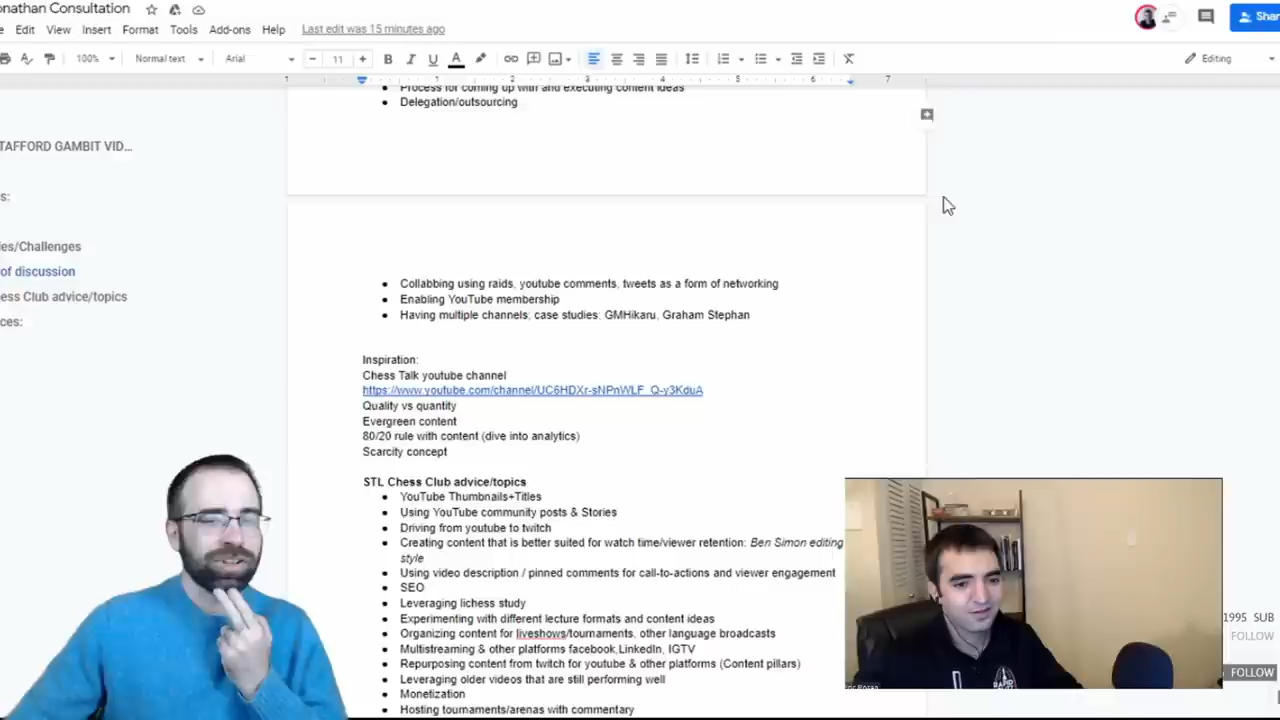 onathan Consultation
Edit View Insert Format Tools Add-ons Help Last edit was 15 minutes ago
Shar
100% Normal text Arial 11 B I U A Editing
1 1 2 3 4 5 6 7
Process for coming up with and executing content ideas
Delegation/outsourcing
TAFFORD GAMBIT VID...
s:
es/Challenges
of discussion
ess Club advice/topics
ces:
Collabbing using raids, youtube comments, tweets as a form of networking
Enabling YouTube membership
Having multiple channels; case studies: GMHikaru, Graham Stephan
Inspiration:
Chess Talk youtube channel
https://www.youtube.com/channel/UC6HDXr-sNPnWLF_Q-y3KduA
Quality vs quantity
Evergreen content
80/20 rule with content (dive into analytics)
Scarcity concept
STL Chess Club advice/topics
YouTube Thumbnails+Titles
Using YouTube community posts & Stories
Driving from youtube to twitch
Creating content that is better suited for watch time/viewer retention: Ben Simon editing
style
Using video description / pinned comments for call-to-actions and viewer engagement
SEO
Leveraging lichess study
Experimenting with different lecture formats and content ideas
Organizing content for liveshows/tournaments, other language broadcasts
Multistreaming & other platforms facebook,LinkedIn, IGTV
Repurposing content from twitch for youtube & other platforms (Content pillars)
Leveraging older videos that are still performing well
Monetization
Hosting tournaments/arenas with commentary
1995 SUB
FOLLOW
FOLLOW